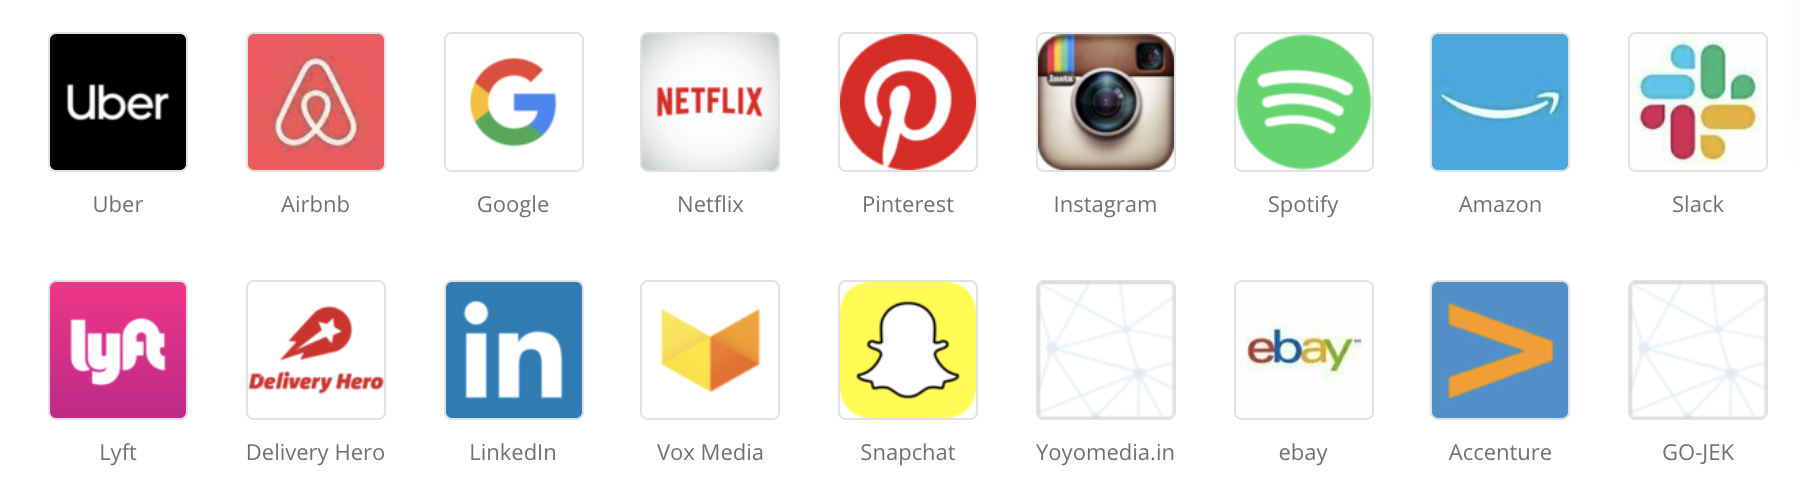 Uber
NETFLIX
Insta
Uber
Airbnb
Google
Netflix
Pinterest
Instagram
Spotify
Amazon
Slack
lyft
Delivery Hero
in
ebay
Lyft
Delivery Hero
LinkedIn
Vox Media
Snapchat
Yoyomedia.in
ebay
Accenture
GO-JEK